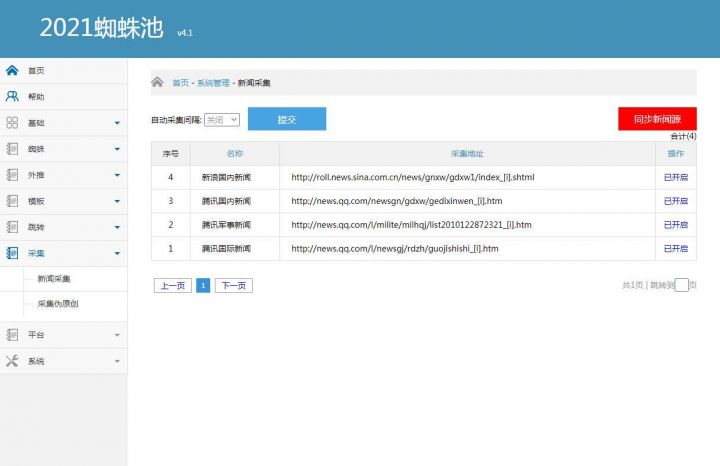 2021蜘蛛池 v4.1
首页
帮助
基础
蜘蛛
外推
模板
跳转
采集
新闻采集
采集伪原创
平台
系统
首页 - 系统管理 - 新闻采集
自动采集间隔: 关闭 提交 同步新闻源
合计(4)
序号 名称 采集地址 操作
4 新浪国内新闻 http://roll.news.sina.com.cn/news/gnxw/gdxw1/index_[i].shtml 已开启
3 腾讯国内新闻 http://news.qq.com/newsgn/gdxw/gedixinwen_[i].htm 已开启
2 腾讯军事新闻 http://news.qq.com/l/milite/milhqj/list2010122872321_[i].htm 已开启
1 腾讯国际新闻 http://news.qq.com/l/newsgj/rdzh/guojishishi_[i].htm 已开启
上一页 1 下一页 共1页 | 跳转到 页